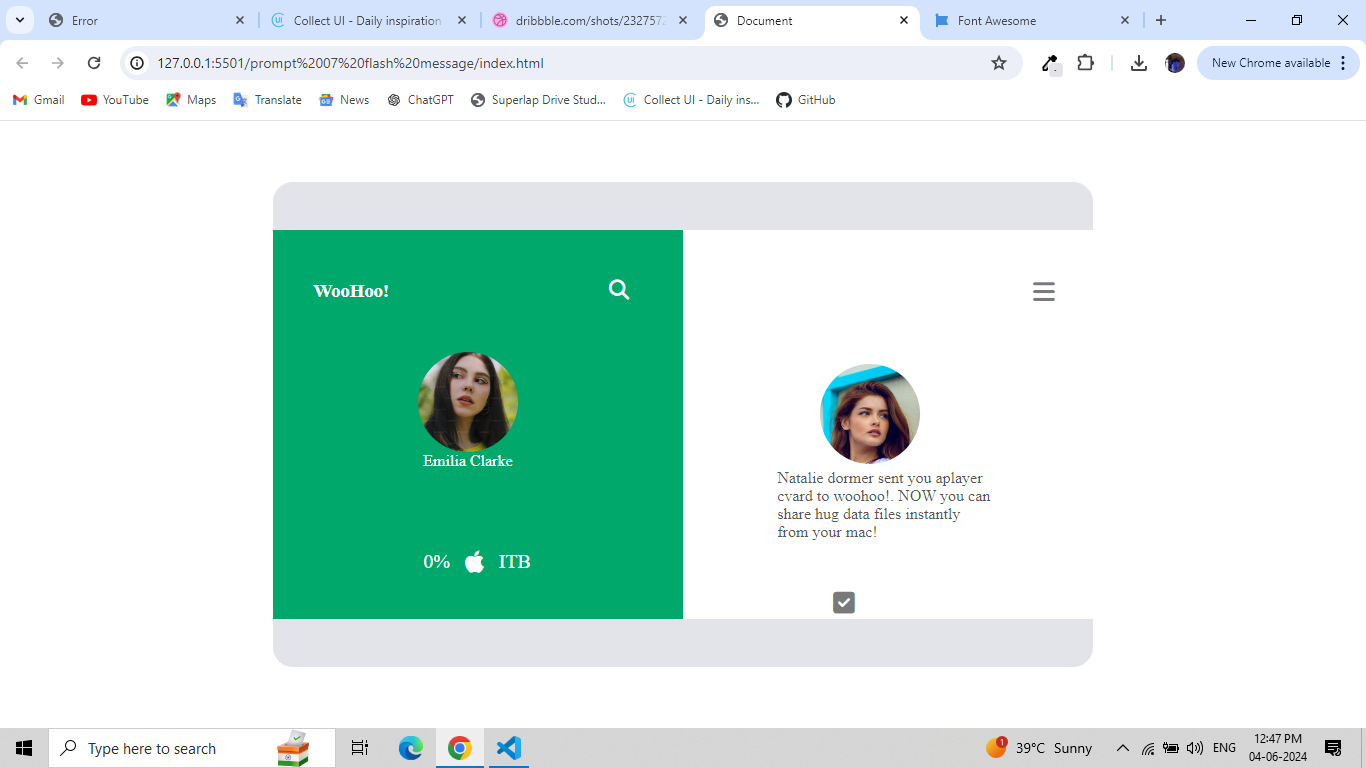 Error
Collect UI - Daily inspiration
dribbble.com/shots/2327572
Document
Font Awesome
127.0.0.1:5501/prompt%2007%20flash%20message/index.html
New Chrome available
Gmail
YouTube
Maps
Translate
News
ChatGPT
Superlap Drive Stud...
UI
Collect UI - Daily ins...
GitHub
WooHoo!
Emilia Clarke
0%
ITB
Natalie dormer sent you aplayer
cvard to woohoo!. NOW you can
share hug data files instantly
from your mac!
Type here to search
1
39°C Sunny
ENG
12:47 PM
04-06-2024